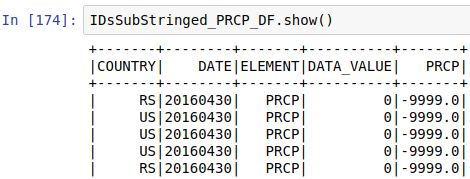 In [174]: IDsSubStringed_PRCP_DF.show()
+-------+--------+-------+----------+-------+
|COUNTRY|    DATE|ELEMENT|DATA_VALUE|   PRCP|
+-------+--------+-------+----------+-------+
|     RS|20160430|   PRCP|         0|-9999.0|
|     US|20160430|   PRCP|         0|-9999.0|
|     US|20160430|   PRCP|         0|-9999.0|
|     US|20160430|   PRCP|         0|-9999.0|
|     RS|20160430|   PRCP|         0|-9999.0|